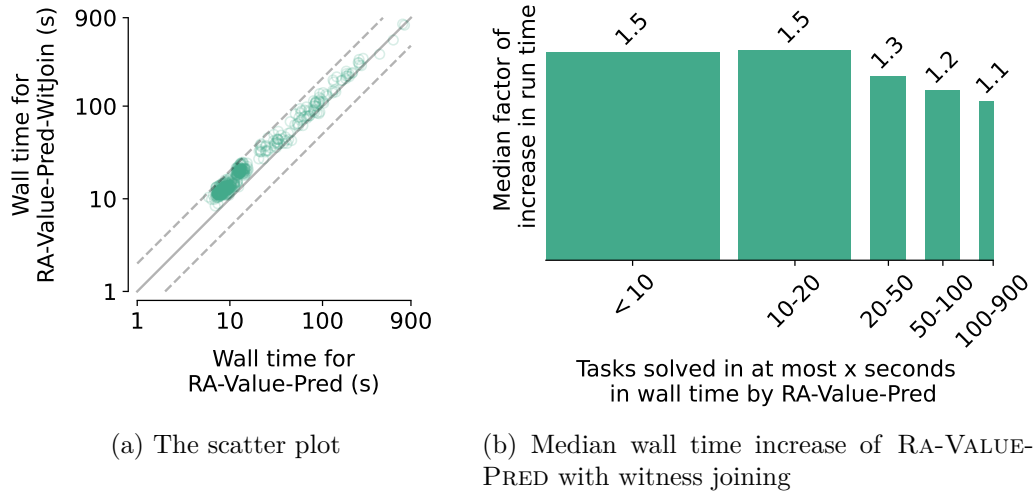 Wall time for
RA-Value-Pred-WitJoin (s)
900
100
10
1
1
10
100
900
Wall time for
RA-Value-Pred (s)
(a) The scatter plot
Median factor of
increase in run time
1.5
1.5
1.3
1.2
1.1
< 10
10-20
20-50
50-100
100-900
Tasks solved in at most x seconds
in wall time by RA-Value-Pred
(b) Median wall time increase of RA-VALUE-
PRED with witness joining